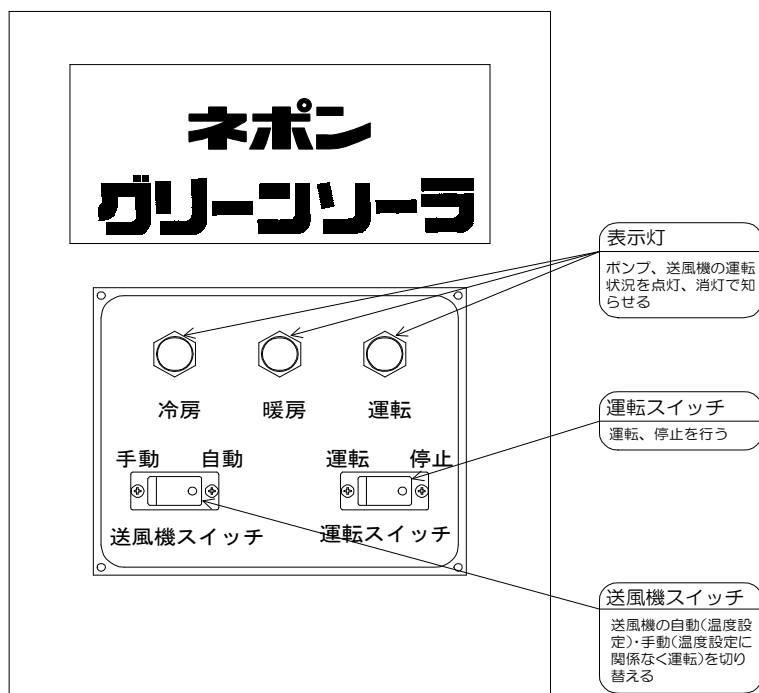 ネポン
グリーンソーラ
表示灯
ポンプ、送風機の運転
状況を点灯、消灯で知
らせる
冷房
暖房
運転
運転スイッチ
運転、停止を行う
手動
自動
運転
停止
送風機スイッチ
運転スイッチ
送風機スイッチ
送風機の自動(温度設
定)・手動(温度設定に
関係なく運転)を切り
替える